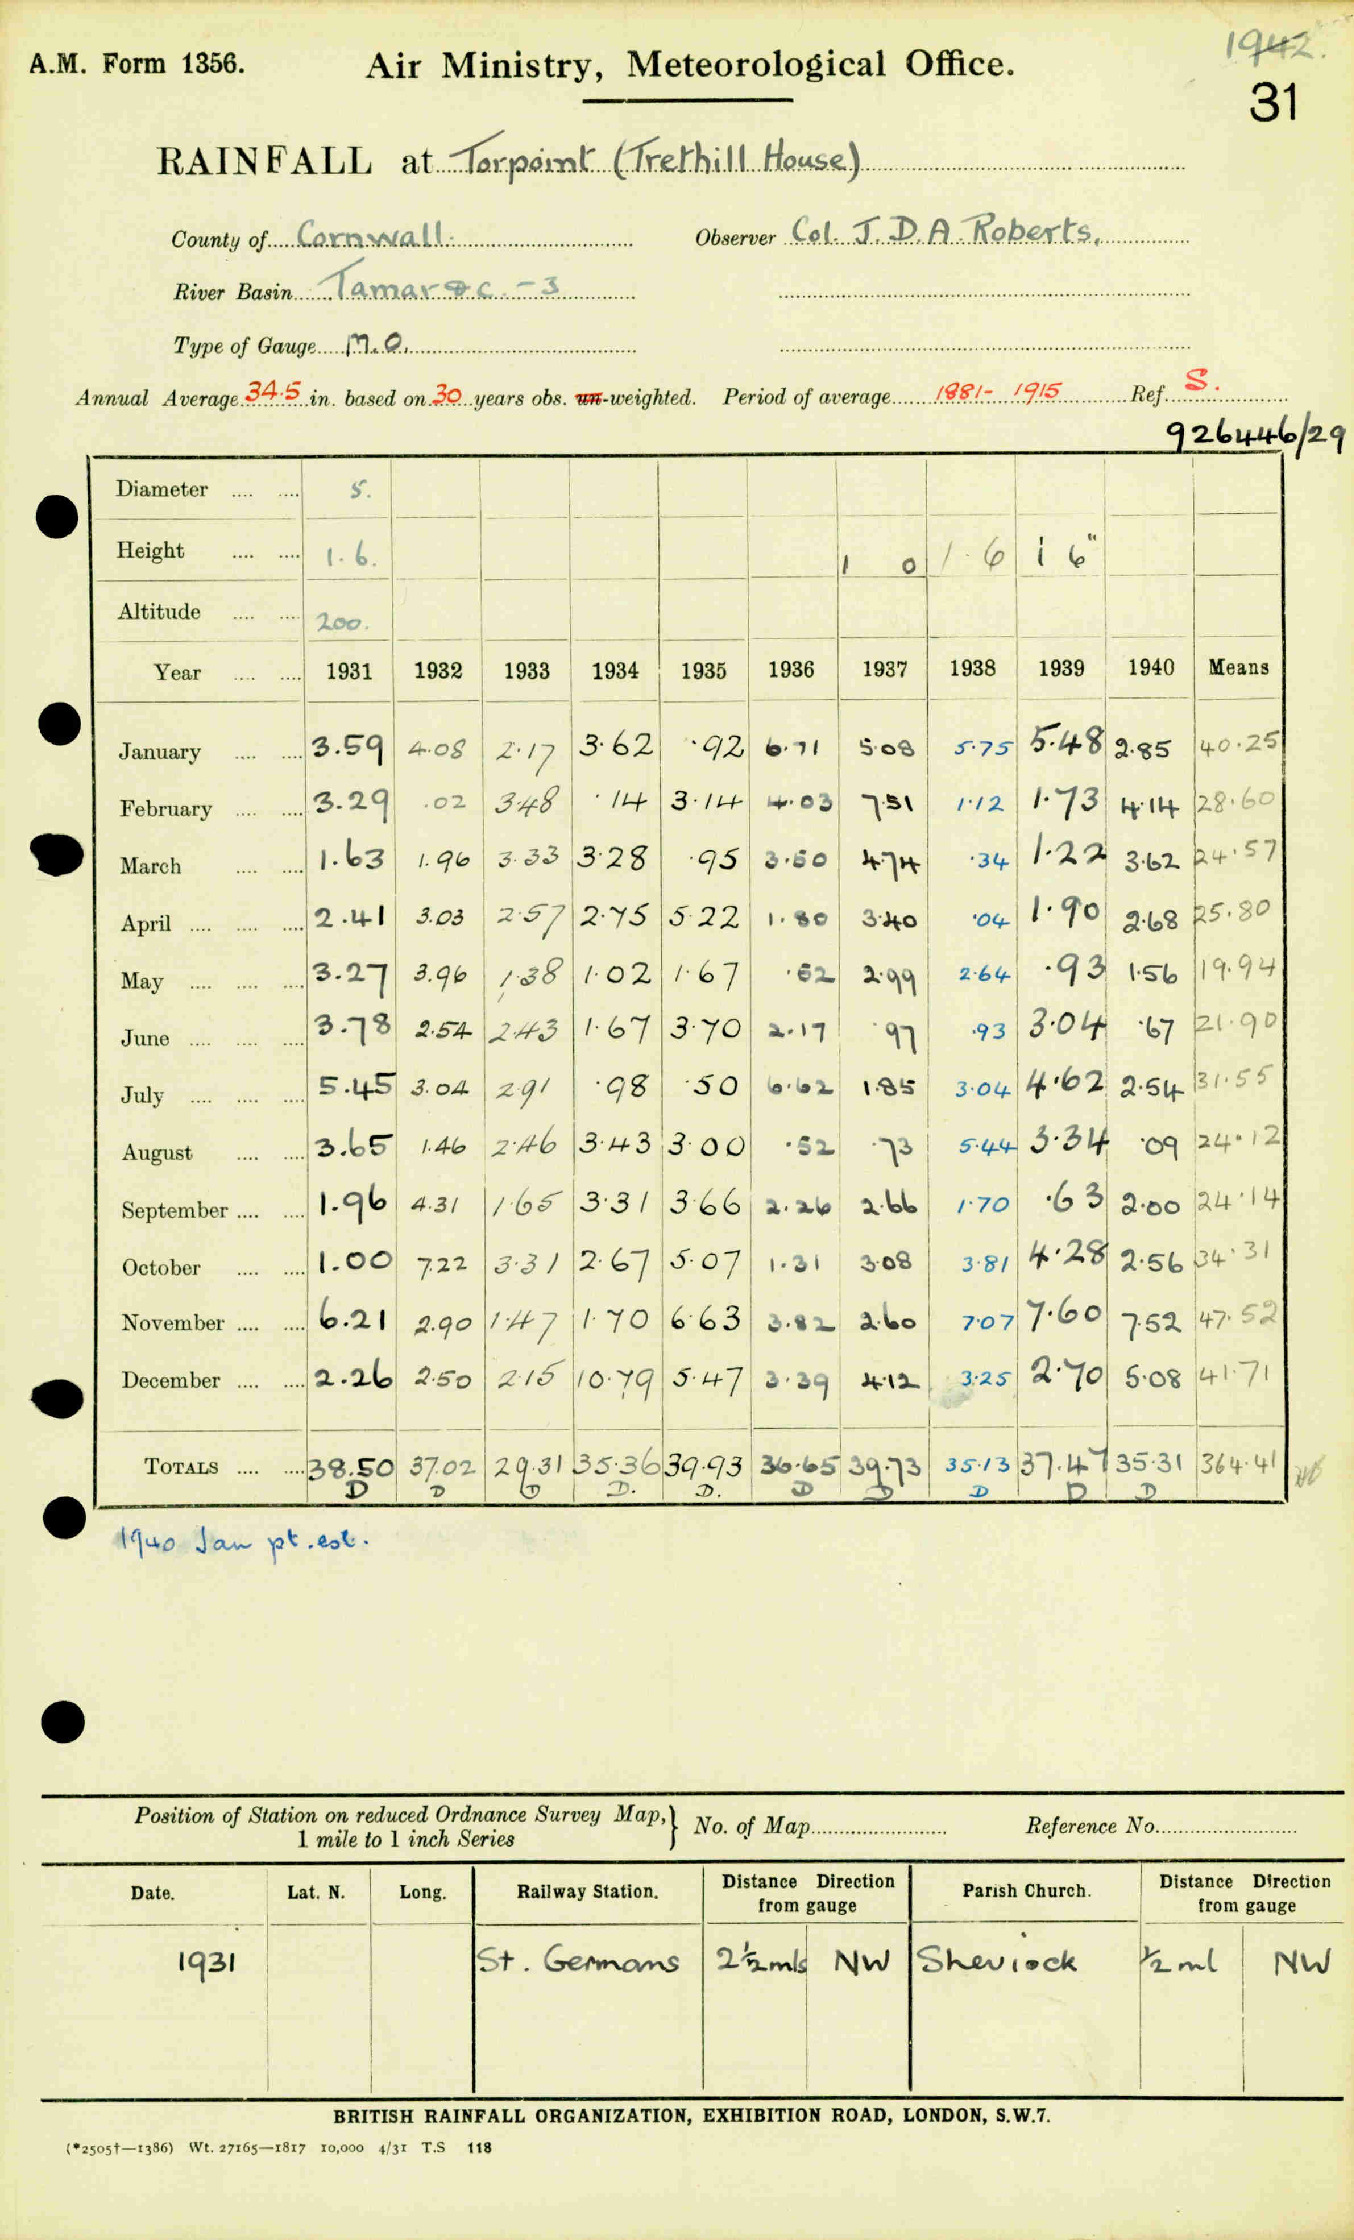 1942.
A.M. Form 1356. Air Ministry, Meteorological Office.
31
RAINFALL at Torpoint (Trethill House)
County of Cornwall. Observer Col. J. D. A. Roberts.
River Basin Tamar &c. - 3
Type of Gauge M.O.
Annual Average 34.5 in. based on 30 years obs. un-weighted. Period of average 1881 - 1915 Ref. S.
926446/29
Diameter 5.
Height 1. 6. 1 0 1. 6 1 6"
Altitude 200.
Year 1931 1932 1933 1934 1935 1936 1937 1938 1939 1940 Means
January 3.59 4.08 2.17 3.62 .92 6.71 5.08 5.75 5.48 2.85 40.25
February 3.29 .02 3.48 .14 3.14 4.03 7.51 1.12 1.73 4.14 28.60
March 1.63 1.96 3.33 3.28 .95 3.50 4.74 .34 1.22 3.62 24.57
April 2.41 3.03 2.57 2.75 5.22 1.80 3.40 .04 1.90 2.68 25.80
May 3.27 3.96 1.38 1.02 1.67 .52 2.99 2.64 .93 1.56 19.94
June 3.78 2.54 2.43 1.67 3.70 2.17 .97 .93 3.04 .67 21.90
July 5.45 3.04 2.91 .98 .50 6.62 1.85 3.04 4.62 2.54 31.55
August 3.65 1.46 2.46 3.43 3.00 .52 .73 5.44 3.34 .09 24.12
September 1.96 4.31 1.65 3.31 3.66 2.26 2.66 1.70 .63 2.00 24.14
October 1.00 7.22 3.31 2.67 5.07 1.31 3.08 3.81 4.28 2.56 34.31
November 6.21 2.90 1.47 1.70 6.63 3.82 2.60 7.07 7.60 7.52 47.52
December 2.26 2.50 2.15 10.79 5.47 3.39 4.12 3.25 2.70 5.08 41.71
TOTALS 38.50 37.02 29.31 35.36 39.93 36.65 39.73 35.13 37.47 35.31 364.41
D D D D. D. D D D D D
1940 Jan pt. est.
Position of Station on reduced Ordnance Survey Map, 1 mile to 1 inch Series No. of Map Reference No.
Date. Lat. N. Long. Railway Station. Distance Direction from gauge Parish Church. Distance Direction from gauge
1931 St. Germans 2½ mls NW Sheviock ½ ml NW
BRITISH RAINFALL ORGANIZATION, EXHIBITION ROAD, LONDON, S.W.7.
(*2505†—1386) Wt. 27165—1817 10,000 4/31 T.S 118